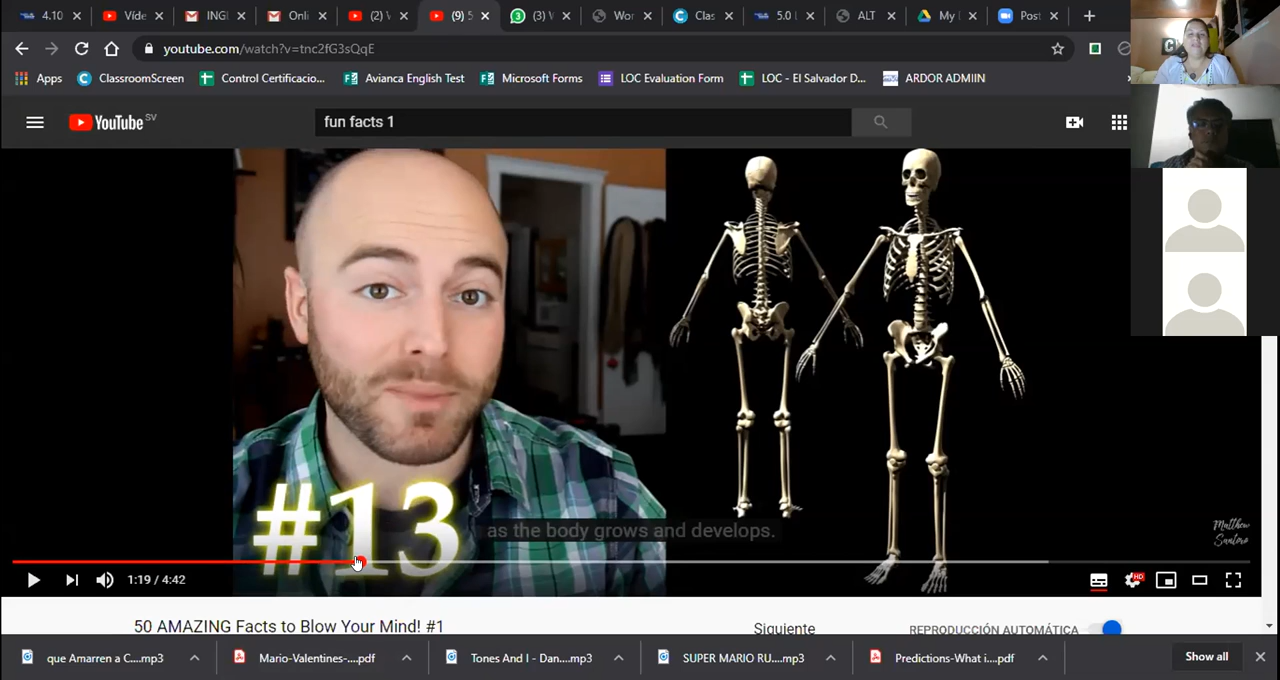 4.10
Víde
ING
Onli
(2) V
(9) 5
(3) W
Wor
Clas
5.0 I
ALT
My
Post
youtube.com/watch?v=tnc2fG3sQqE
Apps
ClassroomScreen
Control Certificacio...
Avianca English Test
Microsoft Forms
LOC Evaluation Form
LOC - El Salvador D...
ARDOR ADMIIN
YouTube SV
fun facts 1
#13
as the body grows and develops.
Matthew
Santoro
1:19 / 4:42
HD
50 AMAZING Facts to Blow Your Mind! #1
Siguiente
REPRODUCCIÓN AUTOMÁTICA
que Amarren a C....mp3
Mario-Valentines-....pdf
Tones And I - Dan....mp3
SUPER MARIO RU....mp3
Predictions-What i....pdf
Show all